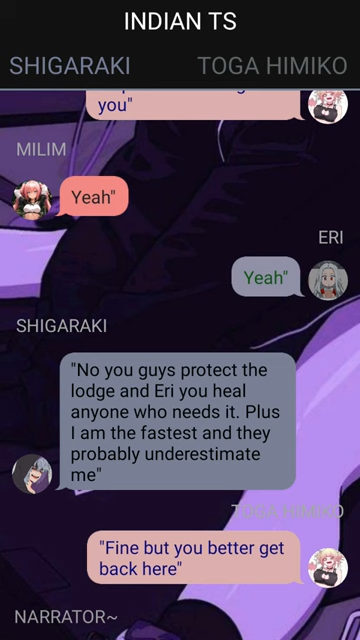 INDIAN TS
SHIGARAKI
TOGA HIMIKO
you"
MILIM
Yeah"
ERI
Yeah"
SHIGARAKI
"No you guys protect the
lodge and Eri you heal
anyone who needs it. Plus
I am the fastest and they
probably underestimate
me"
TOGA HIMIKO
"Fine but you better get
back here"
NARRATOR~